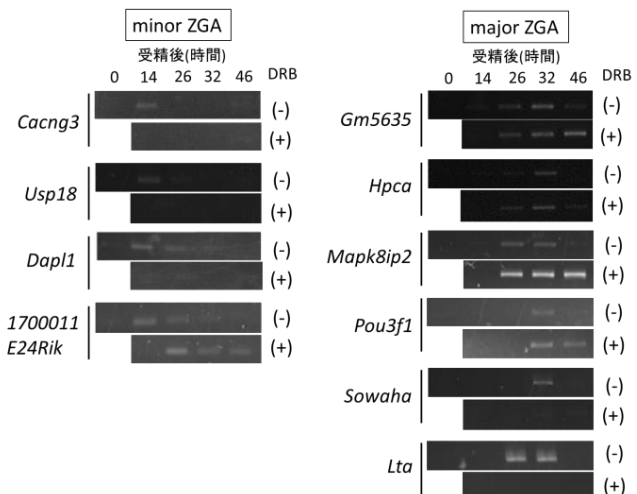 minor ZGA
受精後(時間)
0 14 26 32 46 DRB
Cacng3
(-)
(+)
Usp18
(-)
(+)
Dapl1
(-)
(+)
1700011
E24Rik
(-)
(+)
major ZGA
受精後(時間)
0 14 26 32 46 DRB
Gm5635
(-)
(+)
Hpca
(-)
(+)
Mapk8ip2
(-)
(+)
Pou3f1
(-)
(+)
Sowaha
(-)
(+)
Lta
(-)
(+)